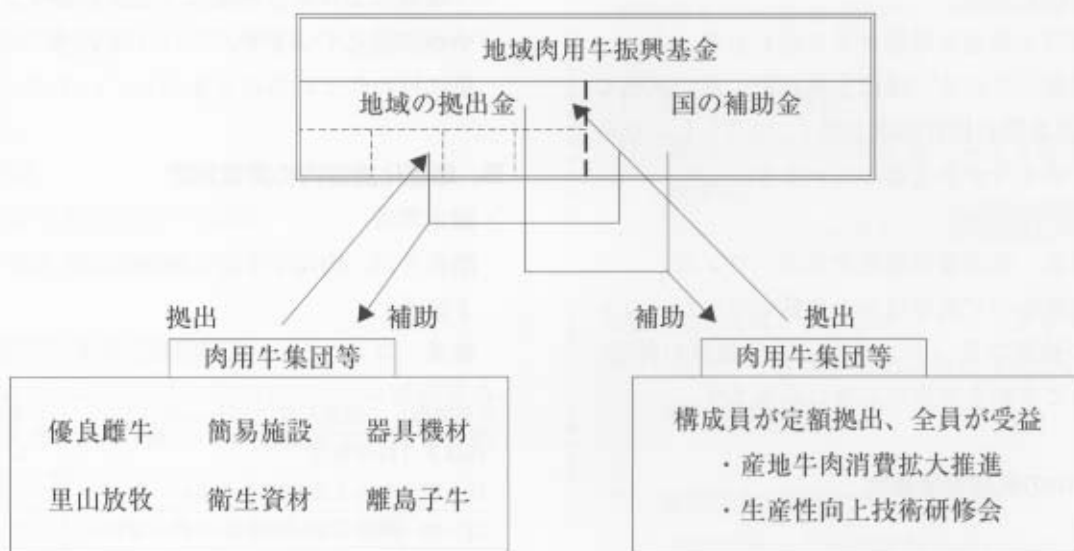 地域肉用牛振興基金
地域の拠出金 国の補助金
拠出 補助 補助 拠出
肉用牛集団等 肉用牛集団等
優良雌牛 簡易施設 器具機材
里山放牧 衛生資材 離島子牛
構成員が定額拠出、全員が受益
・産地牛肉消費拡大推進
・生産性向上技術研修会